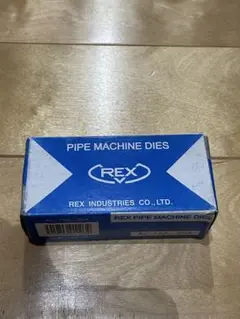 PIPE MACHINE DIES
REX
REX INDUSTRIES CO.,LTD.
REX PIPE MACHINE DIES